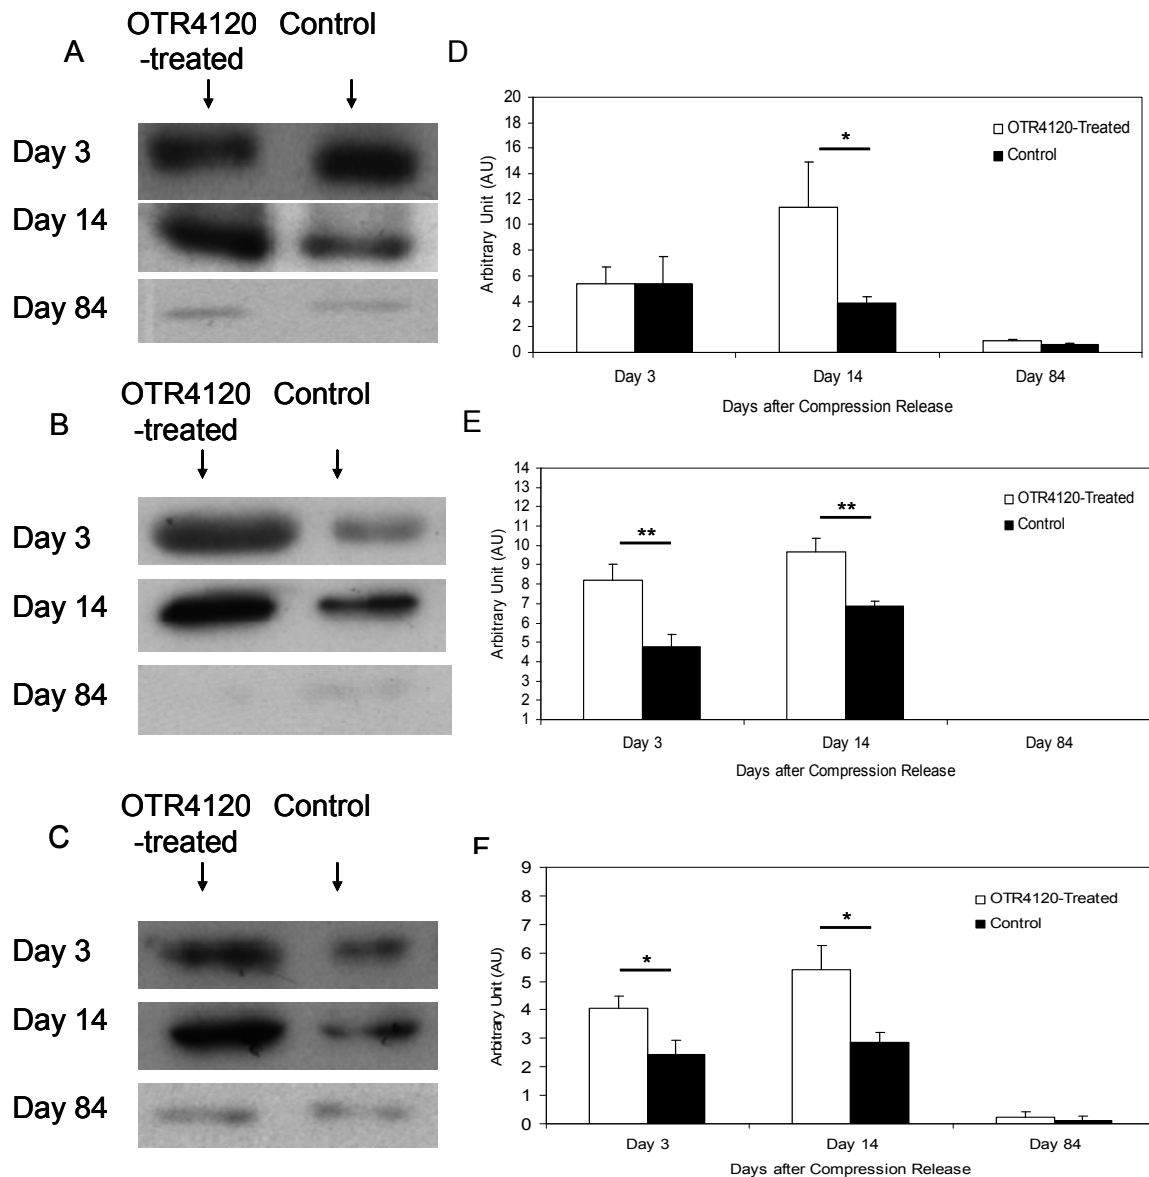 A
OTR4120 Control
-treated
Day 3
Day 14
Day 84
D
20
18
16
14
12
10
8
6
4
2
0
Arbitrary Unit (AU)
OTR4120-Treated
Control
*
Day 3 Day 14 Day 84
Days after Compression Release
B
OTR4120 Control
-treated
Day 3
Day 14
Day 84
E
14
13
12
11
10
9
8
7
6
5
4
3
2
1
Arbitrary Unit (AU)
OTR4120-Treated
Control
** **
Day 3 Day 14 Day 84
Days after Compression Release
C
OTR4120 Control
-treated
Day 3
Day 14
Day 84
F
9
8
7
6
5
4
3
2
1
0
Arbitrary Unit (AU)
OTR4120-Treated
Control
* *
Day 3 Day 14 Day 84
Days after Compression Release